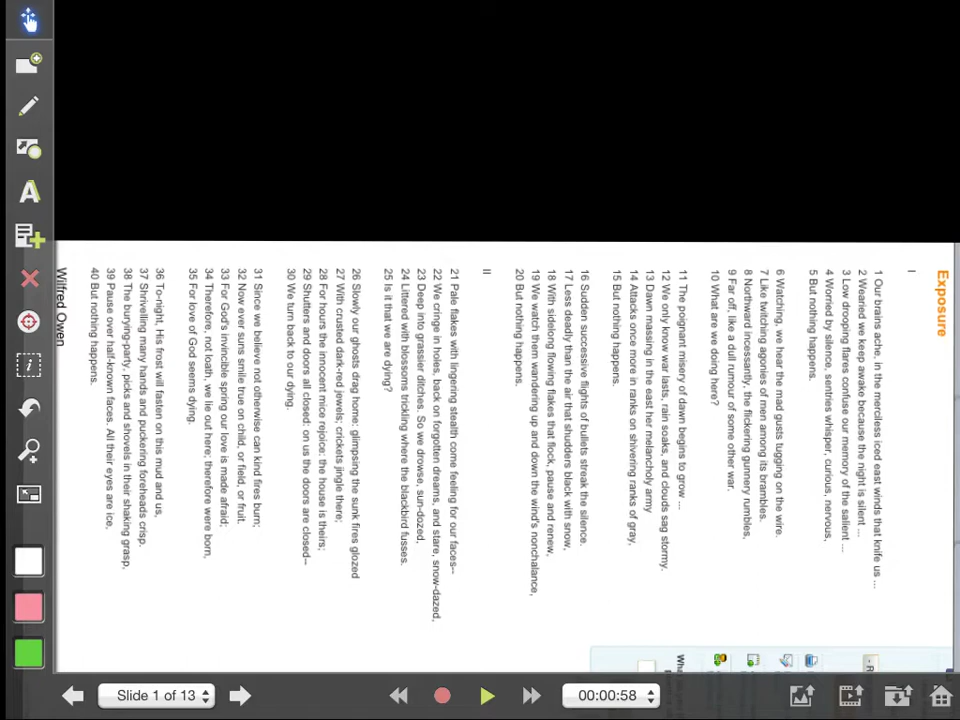 Exposure
I
1 Our brains ache, in the merciless iced east winds that knife us ...
2 Wearied we keep awake because the night is silent ...
3 Low drooping flares confuse our memory of the salient ...
4 Worried by silence, sentries whisper, curious, nervous,
5 But nothing happens.
6 Watching, we hear the mad gusts tugging on the wire.
7 Like twitching agonies of men among its brambles.
8 Northward incessantly, the flickering gunnery rumbles,
9 Far off, like a dull rumour of some other war.
10 What are we doing here?
11 The poignant misery of dawn begins to grow ...
12 We only know war lasts, rain soaks, and clouds sag stormy.
13 Dawn massing in the east her melancholy army
14 Attacks once more in ranks on shivering ranks of gray,
15 But nothing happens.
16 Sudden successive flights of bullets streak the silence.
17 Less deadly than the air that shudders black with snow,
18 With sidelong flowing flakes that flock, pause and renew,
19 We watch them wandering up and down the wind's nonchalance,
20 But nothing happens.
II
21 Pale flakes with lingering stealth come feeling for our faces--
22 We cringe in holes, back on forgotten dreams, and stare, snow-dazed,
23 Deep into grassier ditches. So we drowse, sun-dozed,
24 Littered with blossoms trickling where the blackbird fusses.
25 Is it that we are dying?
26 Slowly our ghosts drag home: glimpsing the sunk fires glozed
27 With crusted dark-red jewels; crickets jingle there;
28 For hours the innocent mice rejoice: the house is theirs;
29 Shutters and doors all closed: on us the doors are closed--
30 We turn back to our dying.
31 Since we believe not otherwise can kind fires burn;
32 Now ever suns smile true on child, or field, or fruit.
33 For God's invincible spring our love is made afraid;
34 Therefore, not loath, we lie out here; therefore were born,
35 For love of God seems dying.
36 To-night, His frost will fasten on this mud and us,
37 Shrivelling many hands and puckering foreheads crisp.
38 The burying-party, picks and shovels in their shaking grasp,
39 Pause over half-known faces. All their eyes are ice,
40 But nothing happens.
Wilfred Owen
Slide 1 of 13
00:00:58